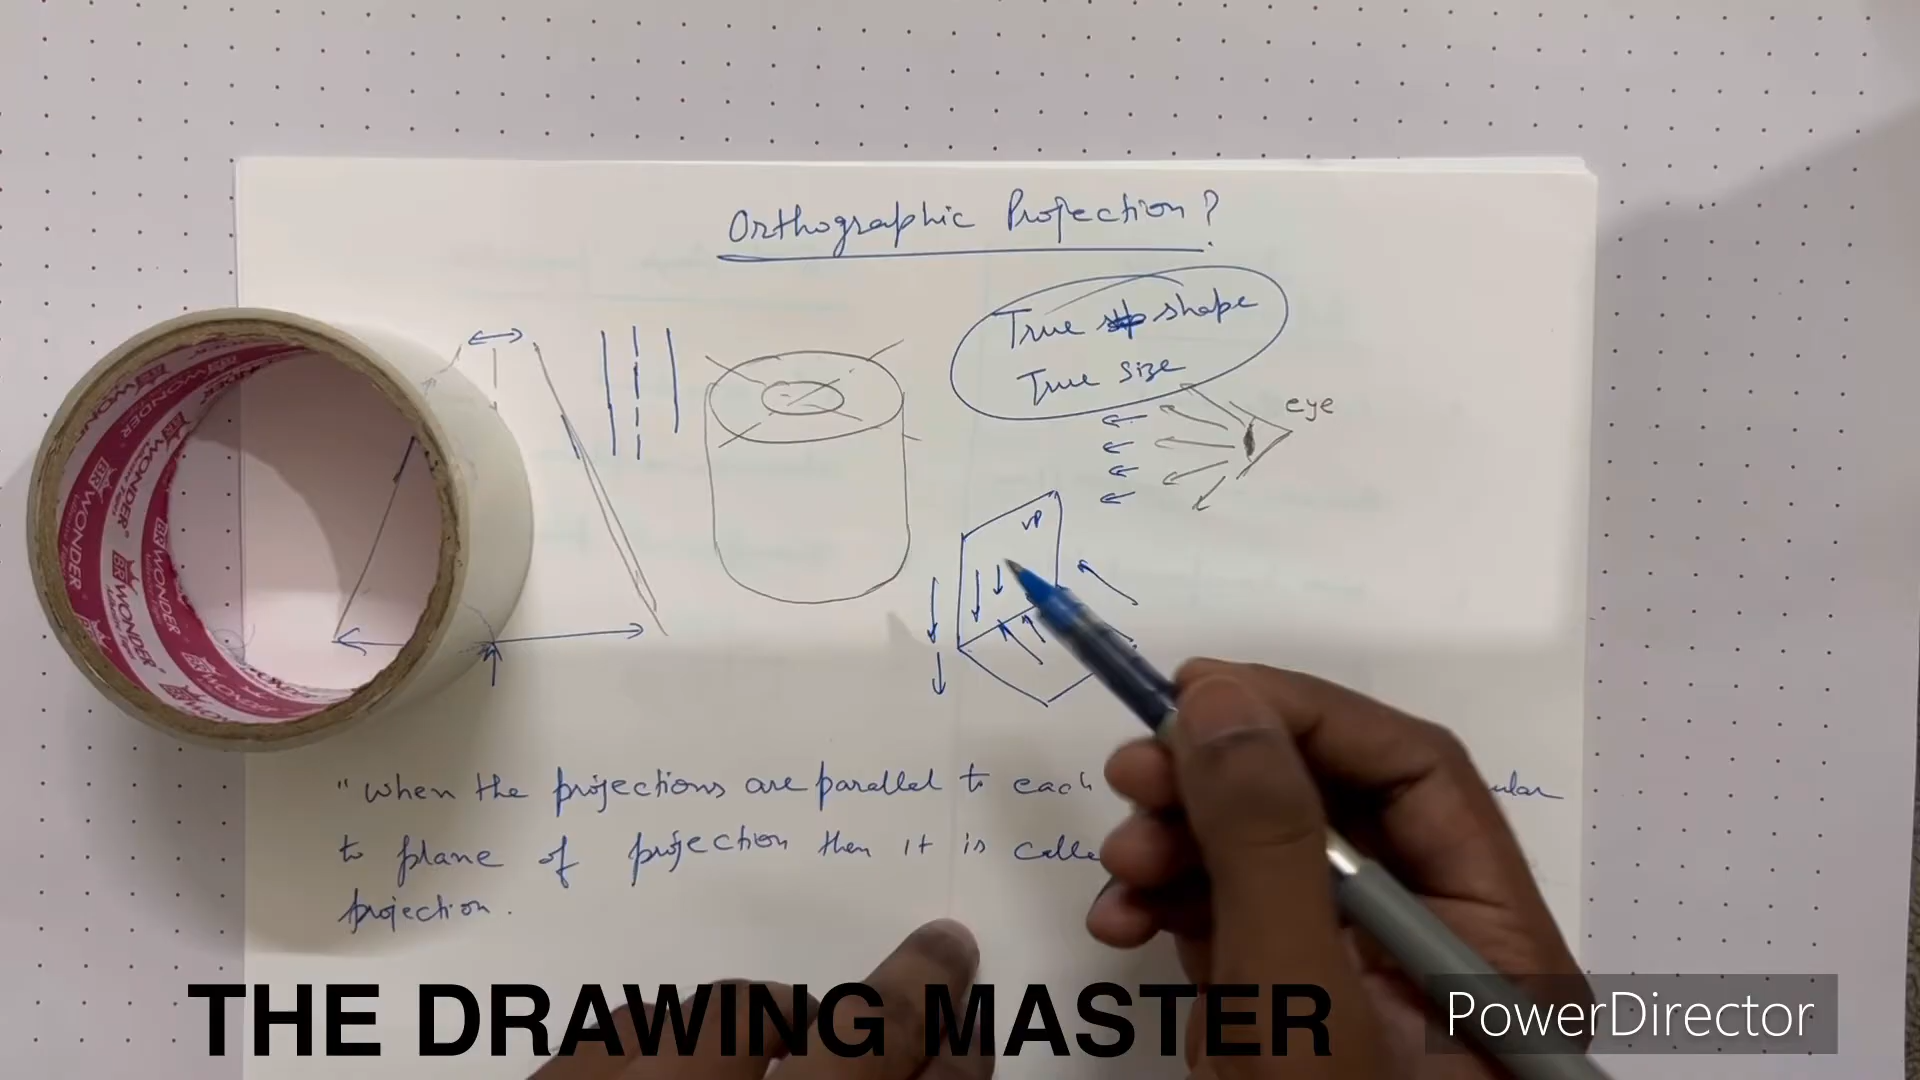 Orthographic Projection?
True shape
True size
eye
VP
"When the projections are parallel to each
to plane of projection then it is calle
projection.
WONDER
BR WONDER
THE DRAWING MASTER
PowerDirector